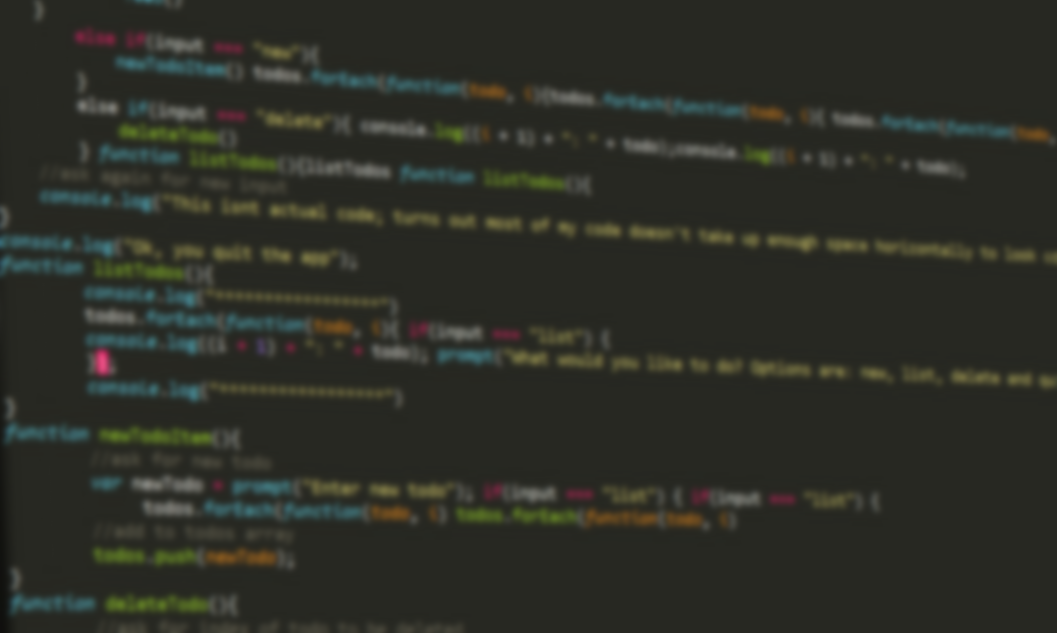 }
else if(input === "new"){
newTodoItem() todos.forEach(function(todo, i){todos.forEach(function(todo, i){ todos.forEach(function(todo,
}
else if(input === "delete"){ console.log((i + 1) + ": " + todo);console.log((i + 1) + ": " + todo);
deleteTodo()
} function listTodos(){listTodos function listTodos(){
//ask again for new input
console.log("This isnt actual code; turns out most of my code doesn't take up enough space horizontally to look
}
console.log("Ok, you quit the app");
function listTodos(){
console.log("*****************")
todos.forEach(function(todo, i){ if(input === "list") {
console.log((i + 1) + ": " + todo); prompt("What would you like to do? Options are: new, list, delete and
});
console.log("*****************")
}
function newTodoItem(){
//ask for new todo
var newTodo = prompt("Enter new todo"); if(input === "list") { if(input === "list") {
todos.forEach(function(todo, i) todos.forEach(function(todo, i)
//add to todos array
todos.push(newTodo);
}
function deleteTodo(){
//ask for index of todo to be deleted